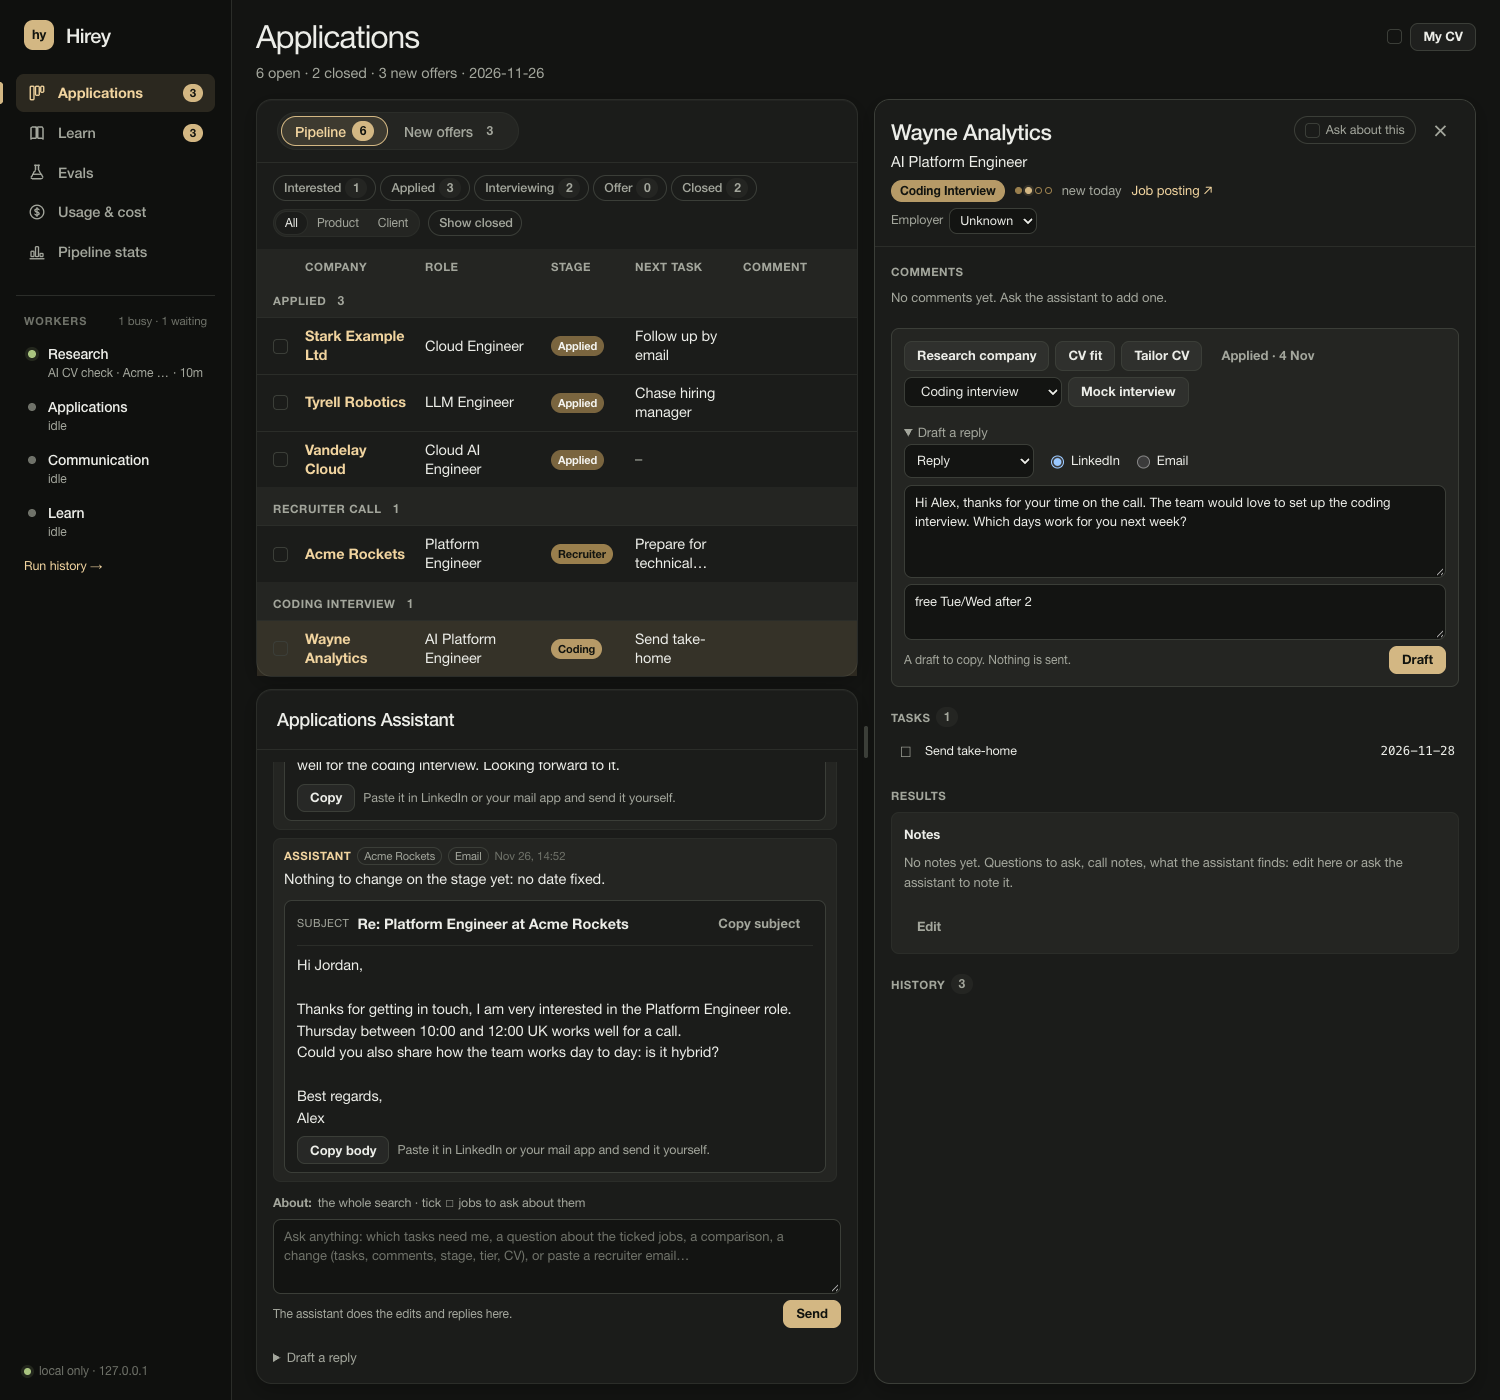 hy Hirey
Applications 3
Learn 3
Evals
Usage & cost
Pipeline stats
WORKERS 1 busy · 1 waiting
Research
AI CV check · Acme ... · 10m
Applications
idle
Communication
idle
Learn
idle
Run history →
local only · 127.0.0.1
Applications
6 open · 2 closed · 3 new offers · 2026-11-26
My CV
Pipeline 6 New offers 3
Interested 1 Applied 3 Interviewing 2 Offer 0 Closed 2
All Product Client Show closed
COMPANY ROLE STAGE NEXT TASK COMMENT
APPLIED 3
Stark Example Ltd Cloud Engineer Applied Follow up by email
Tyrell Robotics LLM Engineer Applied Chase hiring manager
Vandelay Cloud Cloud AI Engineer Applied –
RECRUITER CALL 1
Acme Rockets Platform Engineer Recruiter Prepare for technical…
CODING INTERVIEW 1
Wayne Analytics AI Platform Engineer Coding Send take-home
Applications Assistant
well for the coding interview. Looking forward to it.
Copy Paste it in LinkedIn or your mail app and send it yourself.
ASSISTANT Acme Rockets Email Nov 26, 14:52
Nothing to change on the stage yet: no date fixed.
SUBJECT Re: Platform Engineer at Acme Rockets Copy subject
Hi Jordan,
Thanks for getting in touch, I am very interested in the Platform Engineer role.
Thursday between 10:00 and 12:00 UK works well for a call.
Could you also share how the team works day to day: is it hybrid?
Best regards,
Alex
Copy body Paste it in LinkedIn or your mail app and send it yourself.
About: the whole search · tick □ jobs to ask about them
Ask anything: which tasks need me, a question about the ticked jobs, a comparison, a
change (tasks, comments, stage, tier, CV), or paste a recruiter email…
The assistant does the edits and replies here. Send
▶ Draft a reply
Wayne Analytics Ask about this ✕
AI Platform Engineer
Coding Interview new today Job posting ↗
Employer Unknown
COMMENTS
No comments yet. Ask the assistant to add one.
Research company CV fit Tailor CV Applied · 4 Nov
Coding interview Mock interview
▼ Draft a reply
Reply LinkedIn Email
Hi Alex, thanks for your time on the call. The team would love to set up the coding
interview. Which days work for you next week?
free Tue/Wed after 2
A draft to copy. Nothing is sent. Draft
TASKS 1
Send take-home 2026-11-28
RESULTS
Notes
No notes yet. Questions to ask, call notes, what the assistant finds: edit here or ask the
assistant to note it.
Edit
HISTORY 3